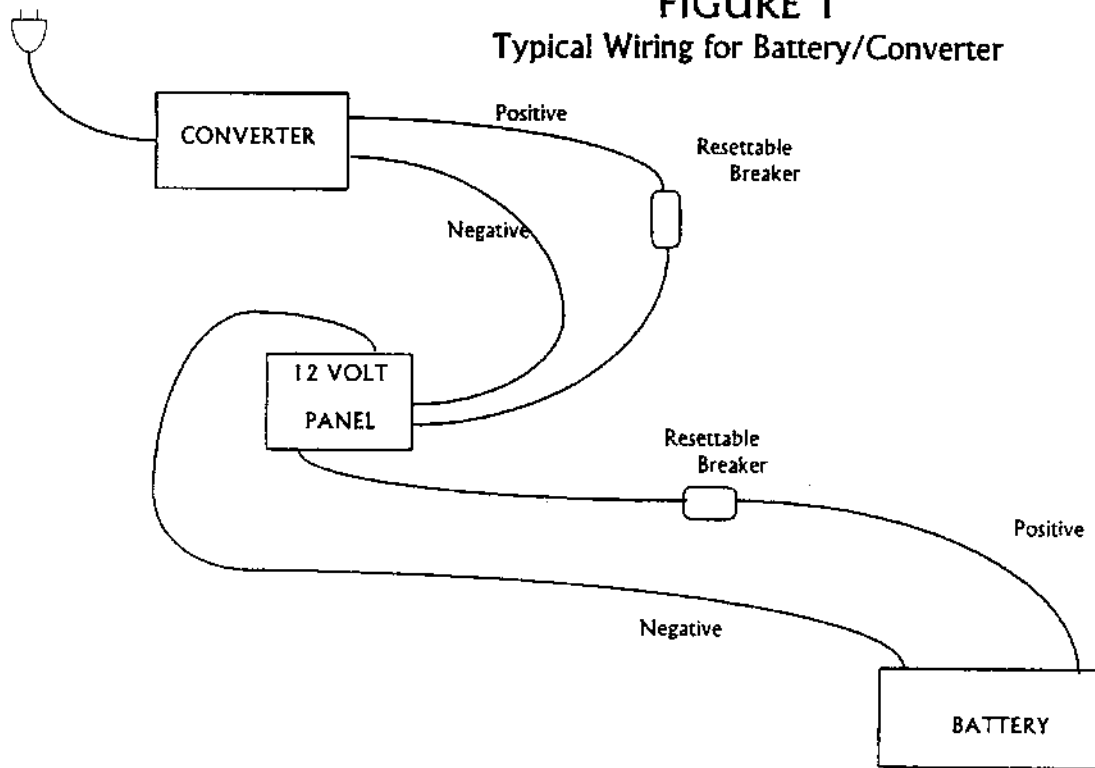 FIGURE 1
Typical Wiring for Battery/Converter
CONVERTER
Positive
Resettable
Breaker
Negative
12 VOLT
PANEL
Resettable
Breaker
Positive
Negative
BATTERY